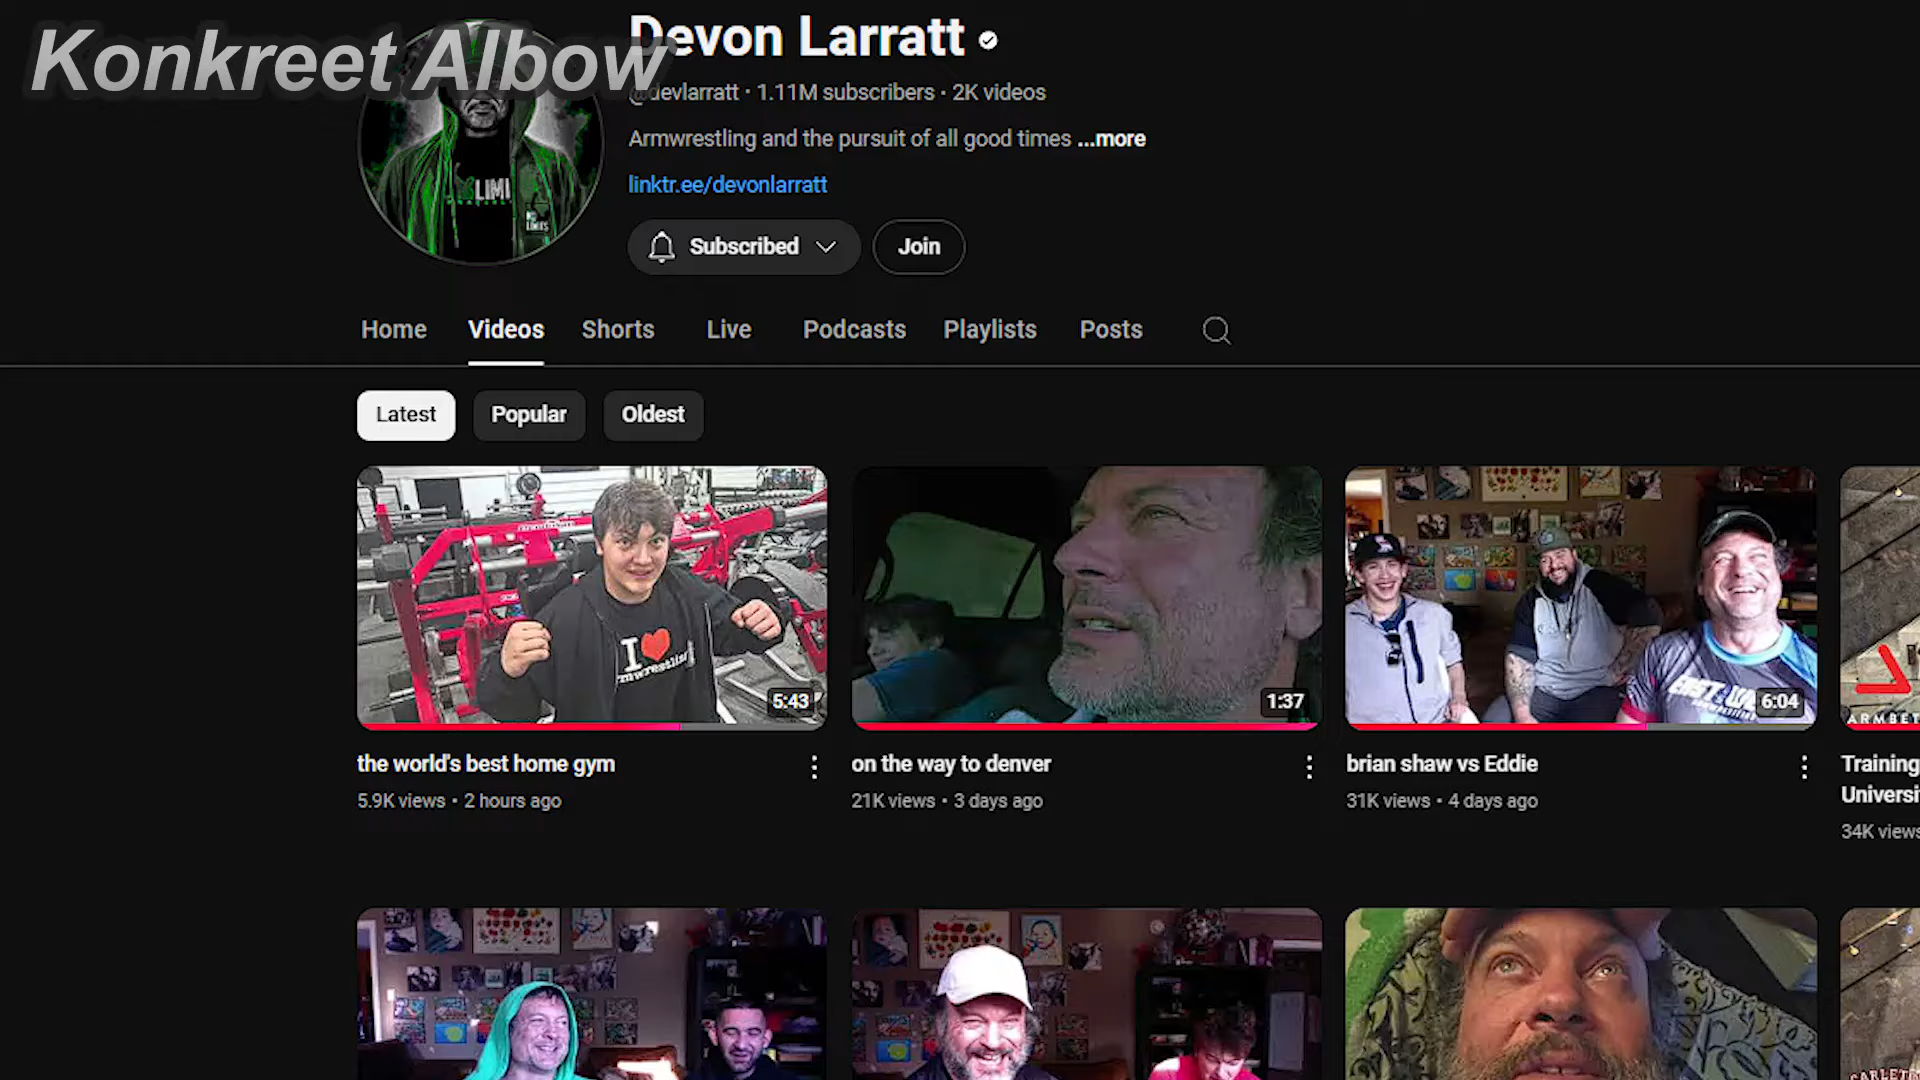 Konkreet Albow
Devon Larratt
@devlarratt • 1.11M subscribers • 2K videos
Armwrestling and the pursuit of all good times ...more
linktr.ee/devonlarratt
Subscribed
Join
Home
Videos
Shorts
Live
Podcasts
Playlists
Posts
Latest
Popular
Oldest
I
5:43
1:37
6:04
ARMBET
the world's best home gym
5.9K views • 2 hours ago
on the way to denver
21K views • 3 days ago
brian shaw vs Eddie
31K views • 4 days ago
Training
Universi
34K views